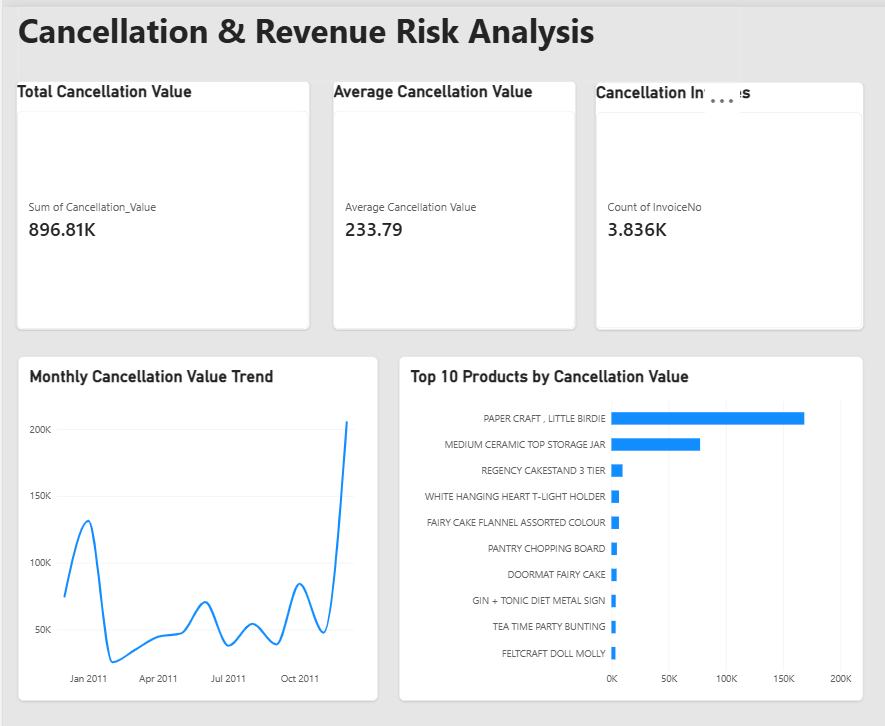 Cancellation & Revenue Risk Analysis
Total Cancellation Value
Average Cancellation Value
Cancellation
Sum of Cancellation_Value
896.81K
Average Cancellation Value
233.79
Count of InvoiceNo
3.836K
Monthly Cancellation Value Trend
200K
150K
100K
50K
Jan 2011
Apr 2011
Jul 2011
Oct 2011
Top 10 Products by Cancellation Value
PAPER CRAFT , LITTLE BIRDIE
MEDIUM CERAMIC TOP STORAGE JAR
REGENCY CAKESTAND 3 TIER
WHITE HANGING HEART T-LIGHT HOLDER
FAIRY CAKE FLANNEL ASSORTED COLOUR
PANTRY CHOPPING BOARD
DOORMAT FAIRY CAKE
GIN + TONIC DIET METAL SIGN
TEA TIME PARTY BUNTING
FELTCRAFT DOLL MOLLY
0K
50K
100K
150K
200K